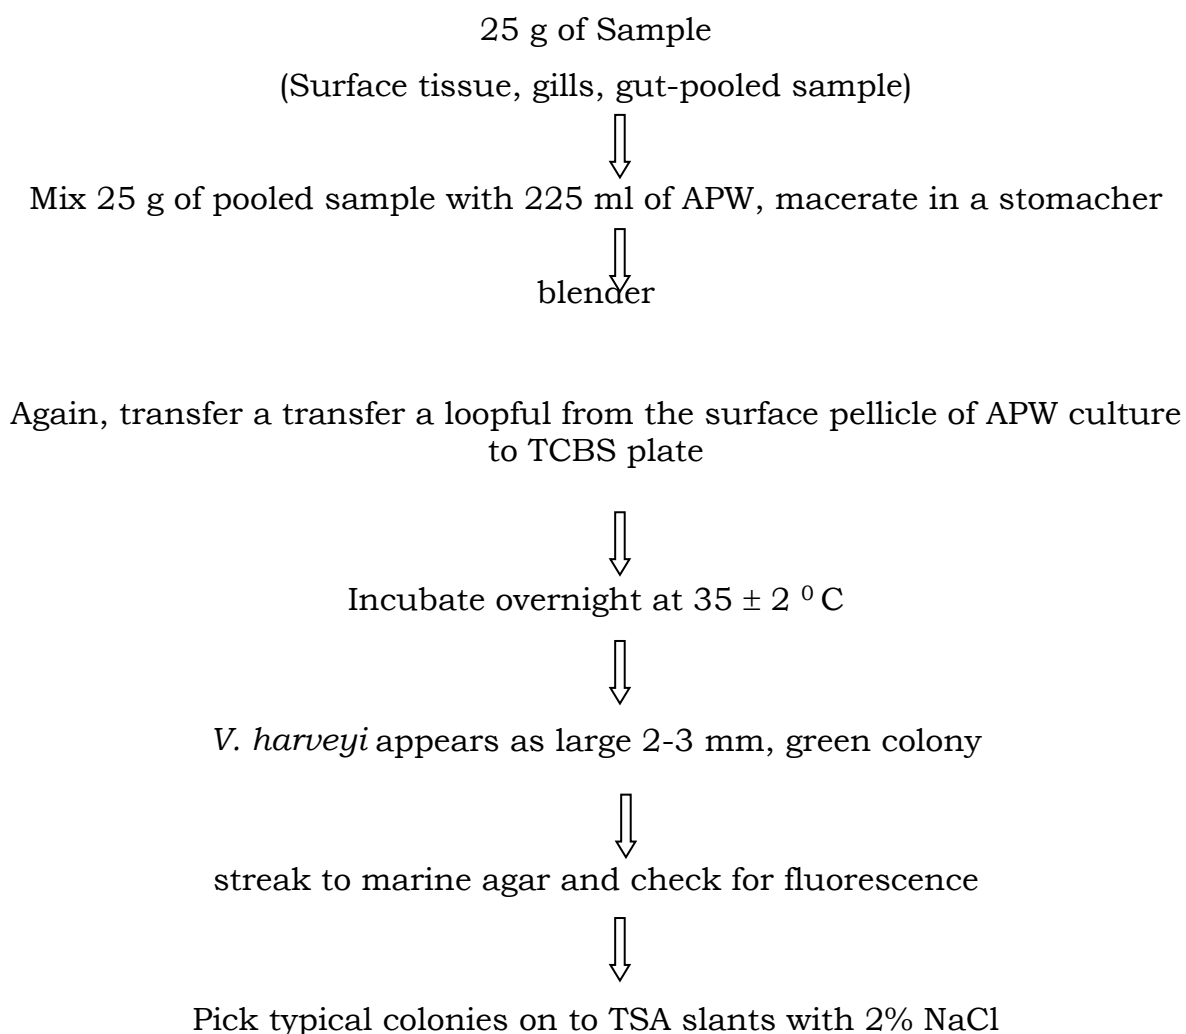 25 g of Sample
(Surface tissue, gills, gut-pooled sample)
Mix 25 g of pooled sample with 225 ml of APW, macerate in a stomacher
blender
Again, transfer a transfer a loopful from the surface pellicle of APW culture
to TCBS plate
Incubate overnight at 35 ± 2 ⁰ C
V. harveyi appears as large 2-3 mm, green colony
streak to marine agar and check for fluorescence
Pick typical colonies on to TSA slants with 2% NaCl